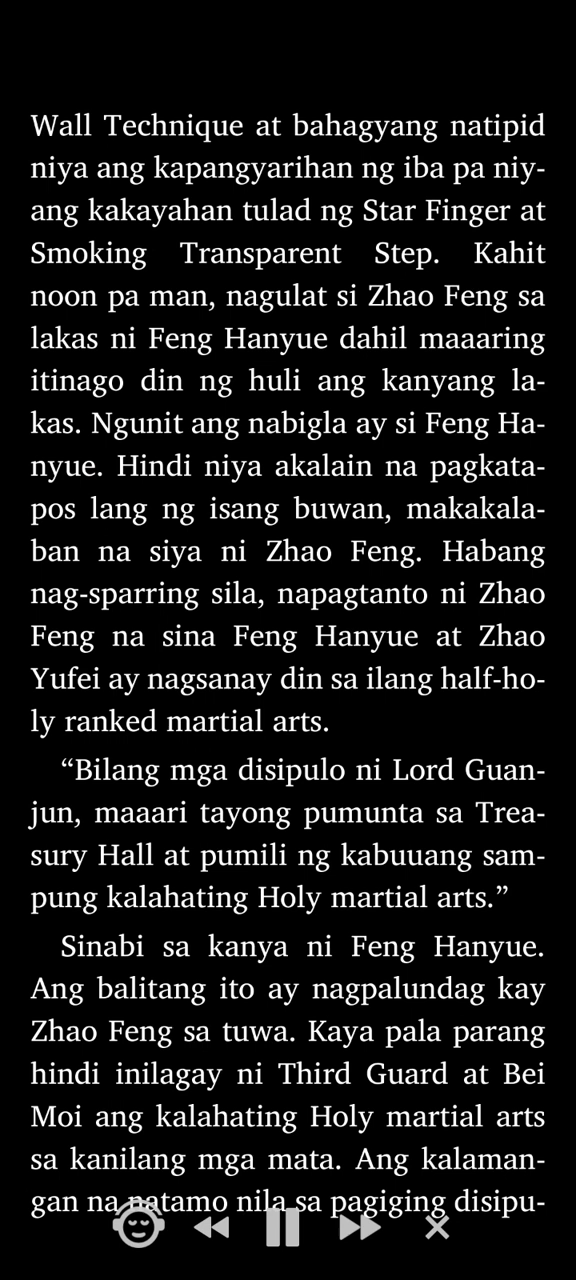 Wall Technique at bahagyang natipid
niya ang kapangyarihan ng iba pa niy-
ang kakayahan tulad ng Star Finger at
Smoking Transparent Step. Kahit
noon pa man, nagulat si Zhao Feng sa
lakas ni Feng Hanyue dahil maaaring
itinago din ng huli ang kanyang la-
kas. Ngunit ang nabigla ay si Feng Ha-
nyue. Hindi niya akalain na pagkata-
pos lang ng isang buwan, makakala-
ban na siya ni Zhao Feng. Habang
nag-sparring sila, napagtanto ni Zhao
Feng na sina Feng Hanyue at Zhao
Yufei ay nagsanay din sa ilang half-ho-
ly ranked martial arts.
“Bilang mga disipulo ni Lord Guan-
jun, maaari tayong pumunta sa Trea-
sury Hall at pumili ng kabuuang sam-
pung kalahating Holy martial arts.”
Sinabi sa kanya ni Feng Hanyue.
Ang balitang ito ay nagpalundag kay
Zhao Feng sa tuwa. Kaya pala parang
hindi inilagay ni Third Guard at Bei
Moi ang kalahating Holy martial arts
sa kanilang mga mata. Ang kalaman-
gan na natamo nila sa pagiging disipu-